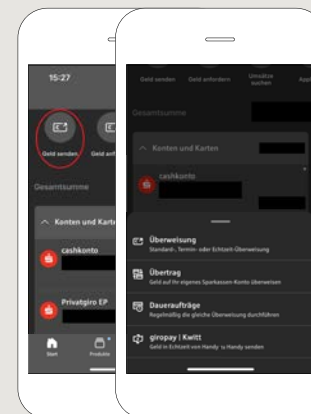 15:27
Geld senden
Geld anf
Gesamtsumme
Konten und Karte
cashkonto
Privatgiro EP
Start
Produkte
Geld senden
Geld anfordern
Umsätze
suchen
Appl
Gesamtsumme
Konten und Karten
cashkonto
Überweisung
Standard-, Termin- oder Echtzeit-Überweisung
Übertrag
Geld auf Ihr eigenes Sparkassen-Konto überweisen
Daueraufträge
Regelmäßig die gleiche Überweisung durchführen
giropay | Kwitt
Geld in Echtzeit von Handy zu Handy senden